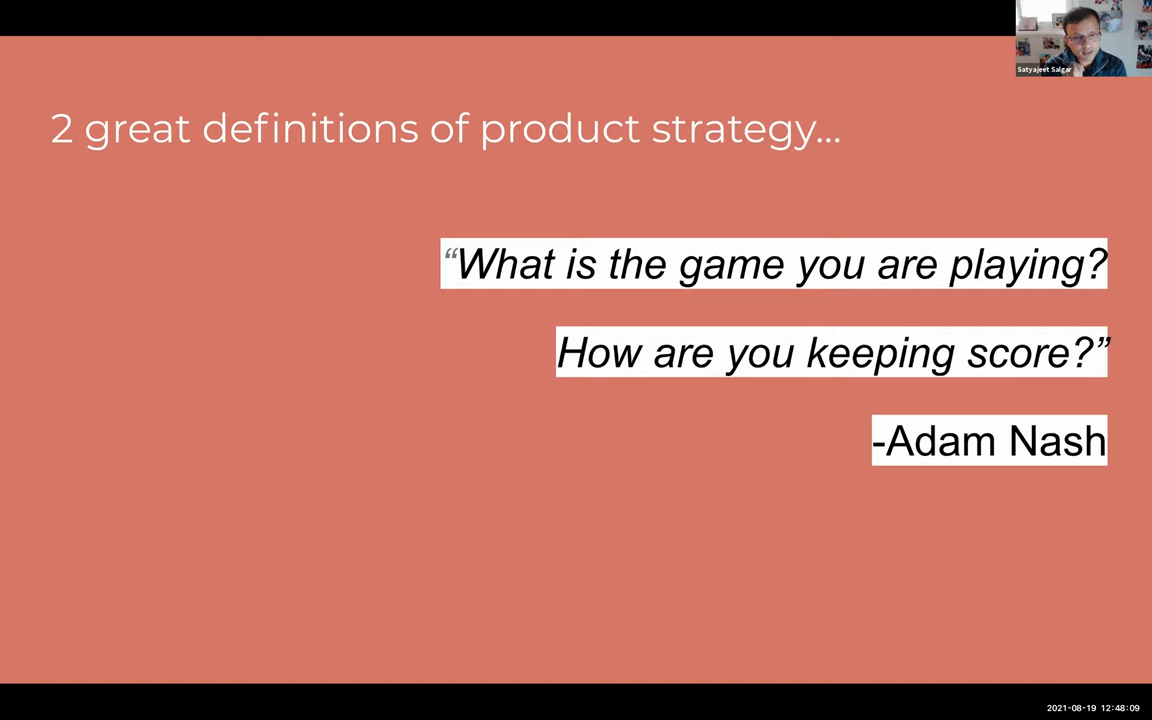 Satyajeet Salgar
2 great definitions of product strategy...
“What is the game you are playing?
How are you keeping score?”
-Adam Nash
2021-08-19 12:48:09